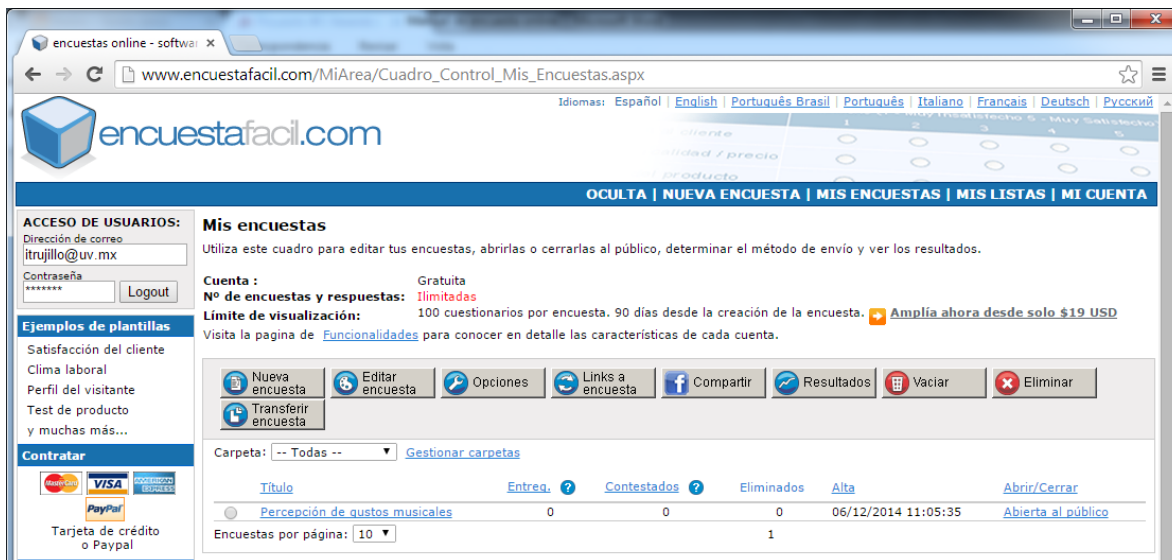 encuestas online - softwar
www.encuestafacil.com/MiArea/Cuadro_Control_Mis_Encuestas.aspx
Idiomas: Español | English | Português Brasil | Português | Italiano | Français | Deutsch | Русский
encuestafacil.com
OCULTA | NUEVA ENCUESTA | MIS ENCUESTAS | MIS LISTAS | MI CUENTA
ACCESO DE USUARIOS:
Dirección de correo
itrujillo@uv.mx
Contraseña
******* Logout
Ejemplos de plantillas
Satisfacción del cliente
Clima laboral
Perfil del visitante
Test de producto
y muchas más...
Contratar
MasterCard VISA AMERICAN EXPRESS
PayPal
Tarjeta de crédito
o Paypal
Mis encuestas
Utiliza este cuadro para editar tus encuestas, abrirlas o cerrarlas al público, determinar el método de envío y ver los resultados.
Cuenta : Gratuita
Nº de encuestas y respuestas: Ilimitadas
Límite de visualización: 100 cuestionarios por encuesta. 90 días desde la creación de la encuesta. Amplía ahora desde solo $19 USD
Visita la pagina de Funcionalidades para conocer en detalle las características de cada cuenta.
Nueva encuesta Editar encuesta Opciones Links a encuesta Compartir Resultados Vaciar Eliminar
Transferir encuesta
Carpeta: -- Todas -- Gestionar carpetas
Título Entreg. ? Contestados ? Eliminados Alta Abrir/Cerrar
Percepción de gustos musicales 0 0 0 06/12/2014 11:05:35 Abierta al público
Encuestas por página: 10 1